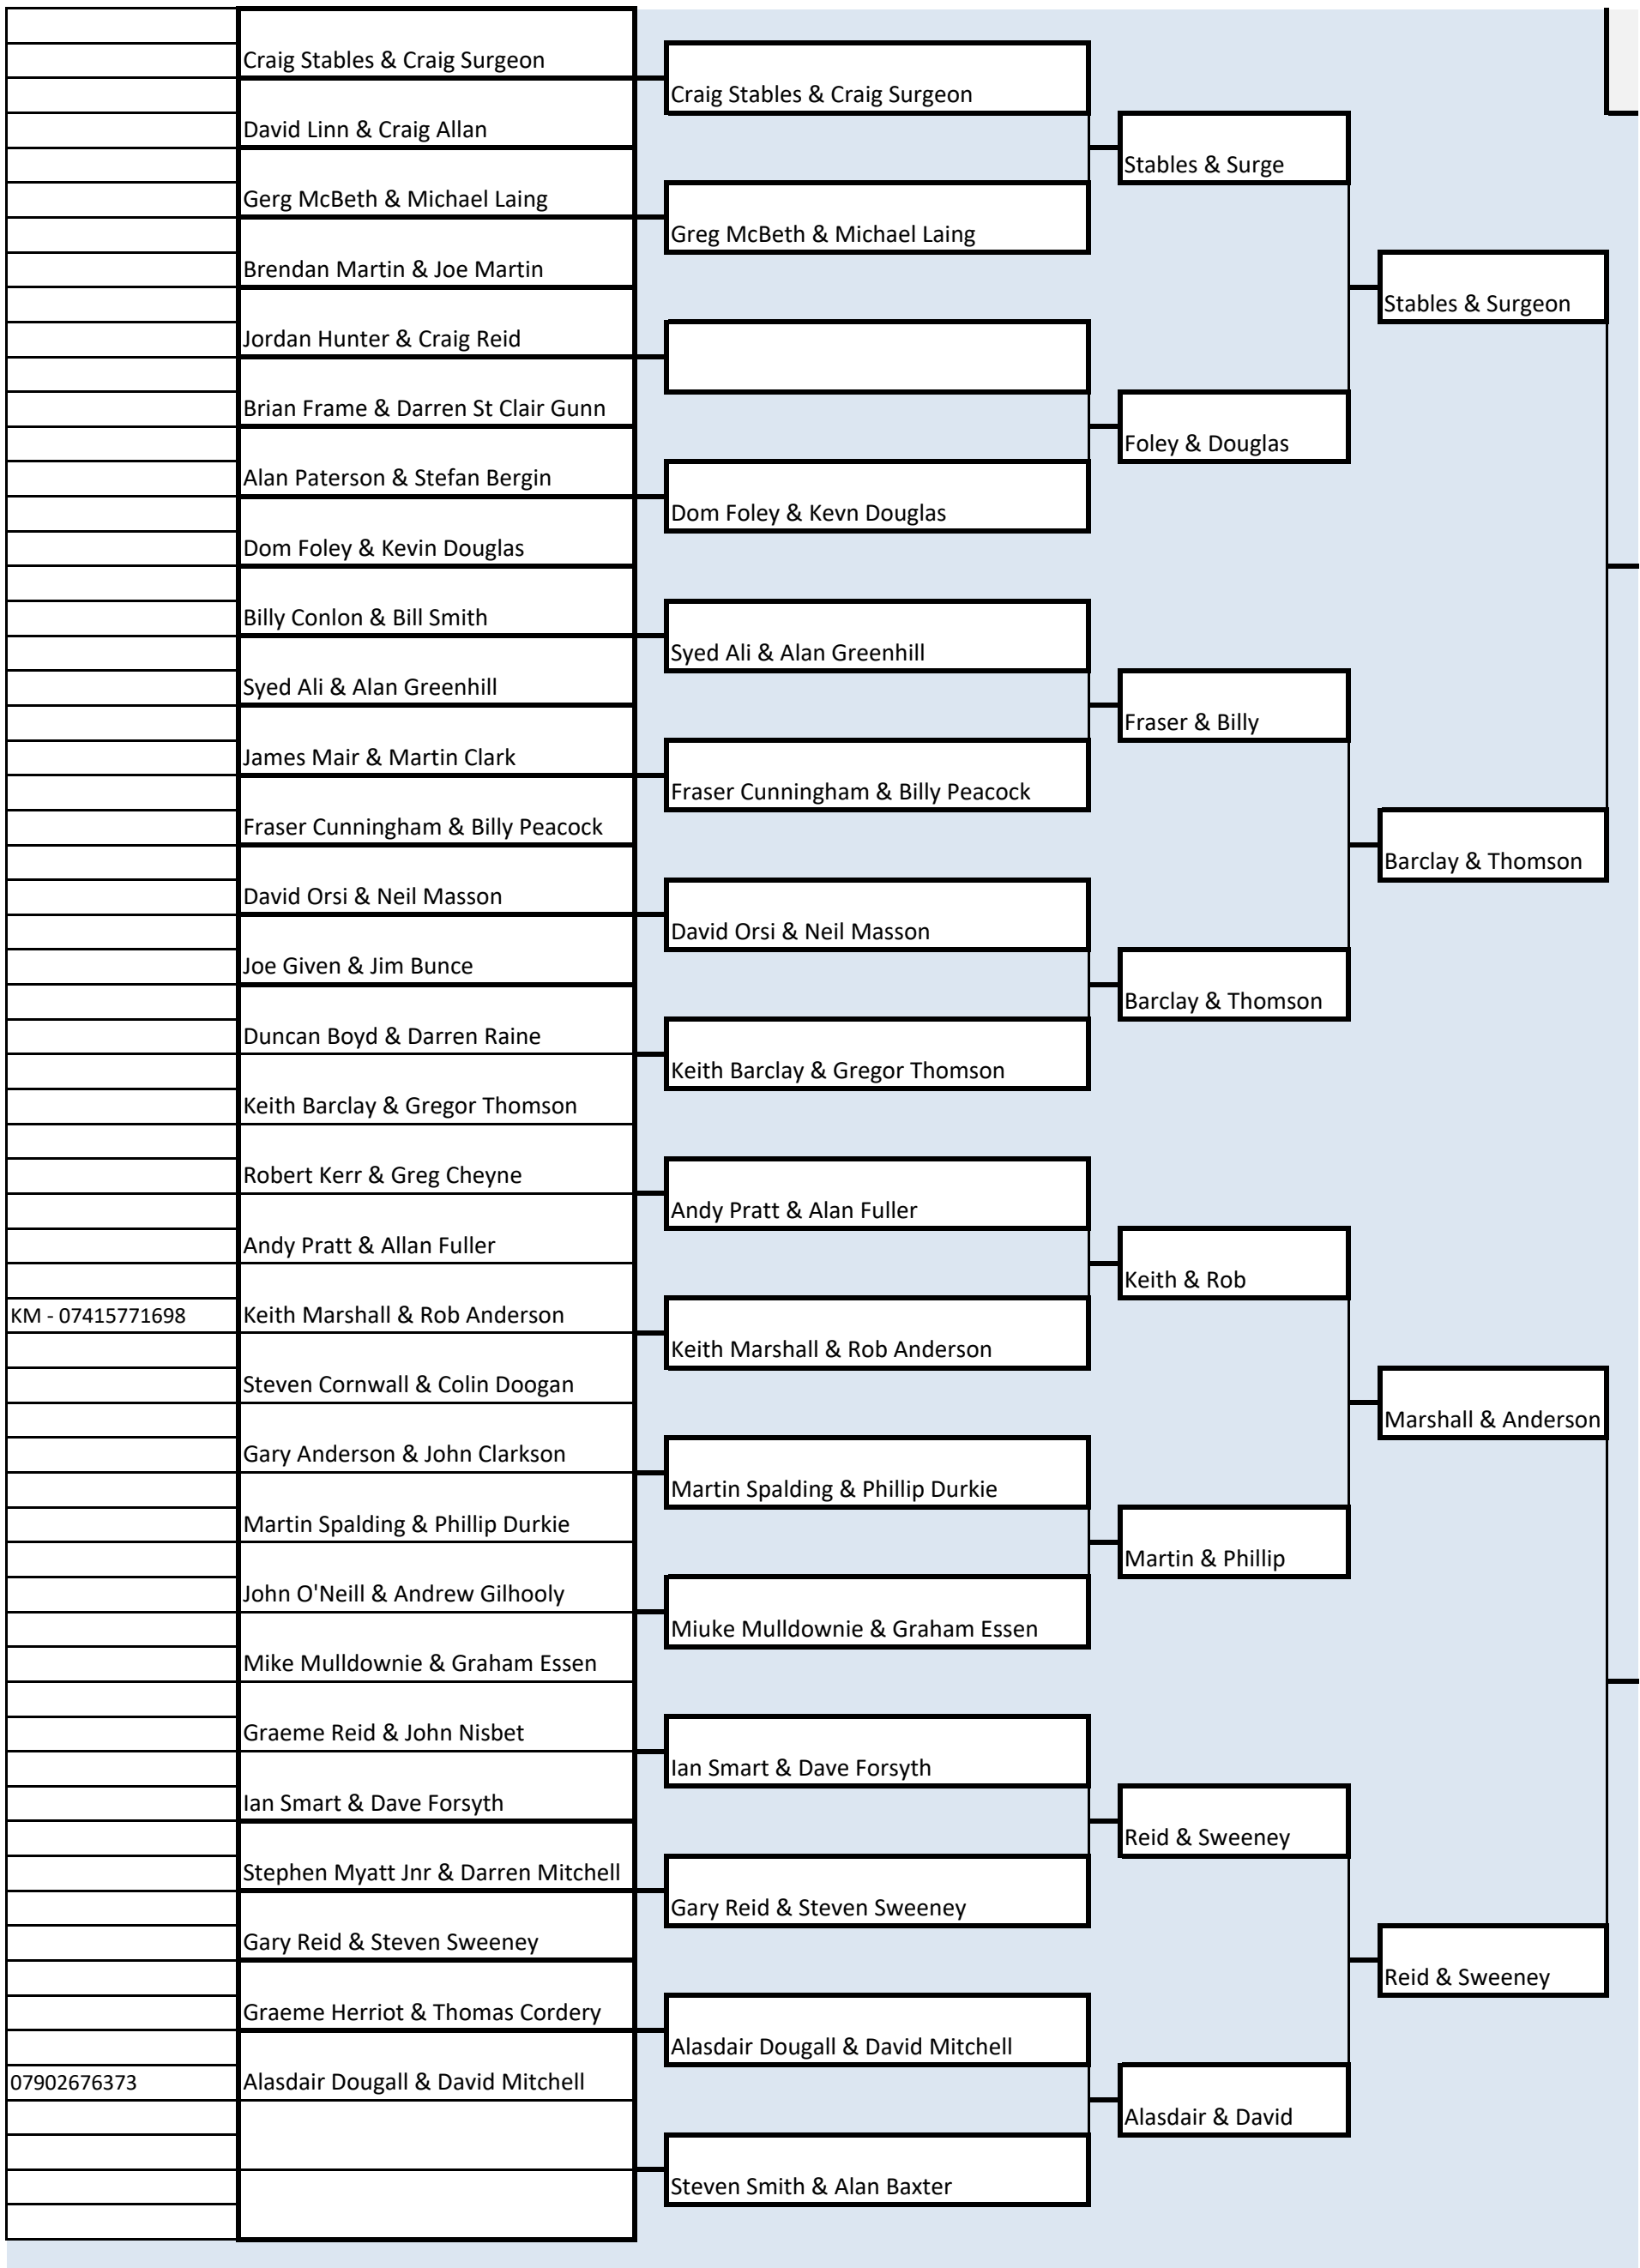 Craig Stables & Craig Surgeon
David Linn & Craig Allan
Gerg McBeth & Michael Laing
Brendan Martin & Joe Martin
Jordan Hunter & Craig Reid
Brian Frame & Darren St Clair Gunn
Alan Paterson & Stefan Bergin
Dom Foley & Kevin Douglas
Billy Conlon & Bill Smith
Syed Ali & Alan Greenhill
James Mair & Martin Clark
Fraser Cunningham & Billy Peacock
David Orsi & Neil Masson
Joe Given & Jim Bunce
Duncan Boyd & Darren Raine
Keith Barclay & Gregor Thomson
Robert Kerr & Greg Cheyne
Andy Pratt & Allan Fuller
KM - 07415771698
Keith Marshall & Rob Anderson
Steven Cornwall & Colin Doogan
Gary Anderson & John Clarkson
Martin Spalding & Phillip Durkie
John O'Neill & Andrew Gilhooly
Mike Mulldownie & Graham Essen
Graeme Reid & John Nisbet
Ian Smart & Dave Forsyth
Stephen Myatt Jnr & Darren Mitchell
Gary Reid & Steven Sweeney
Graeme Herriot & Thomas Cordery
07902676373
Alasdair Dougall & David Mitchell
Craig Stables & Craig Surgeon
Greg McBeth & Michael Laing
Dom Foley & Kevn Douglas
Syed Ali & Alan Greenhill
Fraser Cunningham & Billy Peacock
David Orsi & Neil Masson
Keith Barclay & Gregor Thomson
Andy Pratt & Alan Fuller
Keith Marshall & Rob Anderson
Martin Spalding & Phillip Durkie
Miuke Mulldownie & Graham Essen
Ian Smart & Dave Forsyth
Gary Reid & Steven Sweeney
Alasdair Dougall & David Mitchell
Steven Smith & Alan Baxter
Stables & Surge
Foley & Douglas
Fraser & Billy
Barclay & Thomson
Keith & Rob
Martin & Phillip
Reid & Sweeney
Alasdair & David
Stables & Surgeon
Barclay & Thomson
Marshall & Anderson
Reid & Sweeney